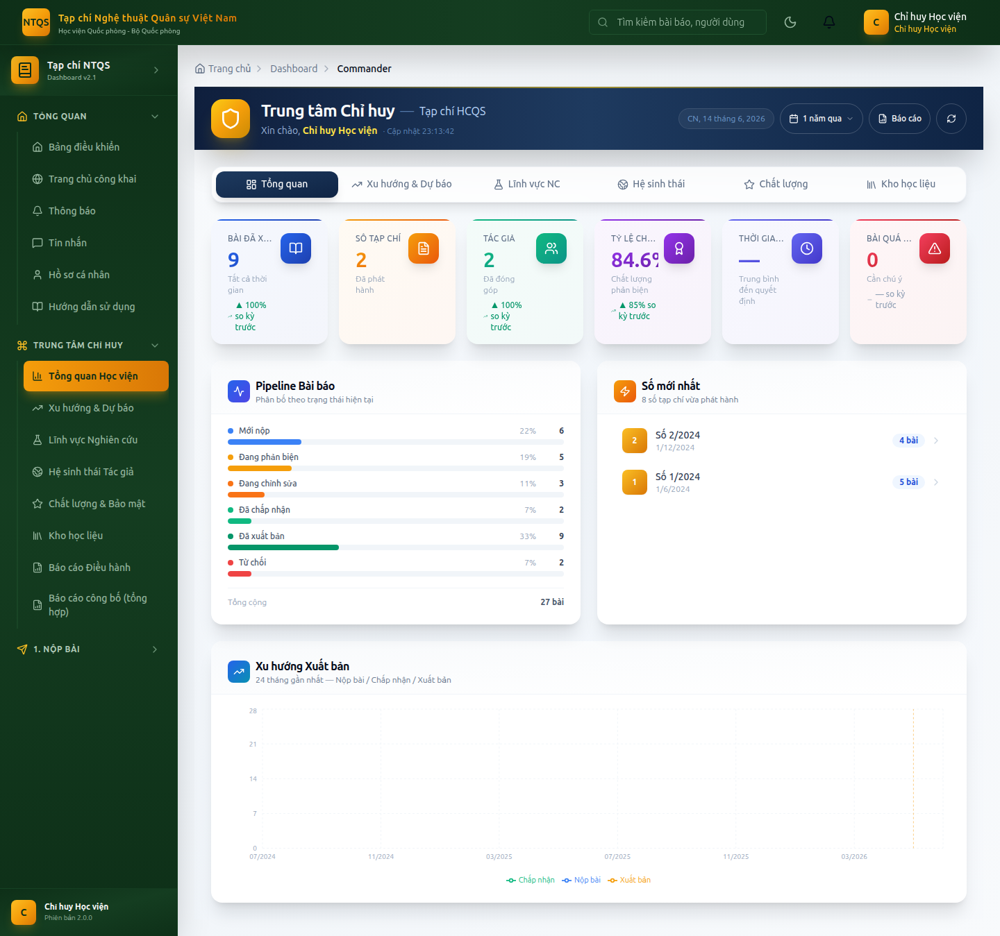 NTQS
Tạp chí Nghệ thuật Quân sự Việt Nam
Học viện Quốc phòng - Bộ Quốc phòng
Tìm kiếm bài báo, người dùng
C
Chỉ huy Học viện
Chỉ huy Học viện
Tạp chí NTQS
Dashboard v2.1
TỔNG QUAN
Bảng điều khiển
Trang chủ công khai
Thông báo
Tin nhắn
Hồ sơ cá nhân
Hướng dẫn sử dụng
TRUNG TÂM CHỈ HUY
Tổng quan Học viện
Xu hướng & Dự báo
Lĩnh vực Nghiên cứu
Hệ sinh thái Tác giả
Chất lượng & Bảo mật
Kho học liệu
Báo cáo Điều hành
Báo cáo công bố (tổng
hợp)
1. NỘP BÀI
C
Chỉ huy Học viện
Phiên bản 2.0.0
Trang chủ
Dashboard
Commander
Trung tâm Chỉ huy — Tạp chí HCQS
Xin chào, Chỉ huy Học viện · Cập nhật 23:13:42
CN, 14 tháng 6, 2026
1 năm qua
Báo cáo
Tổng quan
Xu hướng & Dự báo
Lĩnh vực NC
Hệ sinh thái
Chất lượng
Kho học liệu
BÀI ĐÃ X...
9
Tất cả thời
gian
▲ 100%
so kỳ
trước
SỐ TẠP CHÍ
2
Đã phát
hành
TÁC GIẢ
2
Đã đóng
góp
▲ 100%
so kỳ
trước
TỶ LỆ CH...
84.6%
Chất lượng
phản biện
▲ 85% so
kỳ trước
THỜI GIA...
—
Trung bình
đến quyết
định
BÀI QUÁ ...
0
Cần chú ý
— so kỳ
trước
Pipeline Bài báo
Phân bố theo trạng thái hiện tại
Mới nộp 22% 6
Đang phản biện 19% 5
Đang chỉnh sửa 11% 3
Đã chấp nhận 7% 2
Đã xuất bản 33% 9
Từ chối 7% 2
Tổng cộng 27 bài
Số mới nhất
8 số tạp chí vừa phát hành
2
Số 2/2024
1/12/2024
4 bài
1
Số 1/2024
1/6/2024
5 bài
Xu hướng Xuất bản
24 tháng gần nhất — Nộp bài / Chấp nhận / Xuất bản
28
21
14
7
0
07/2024 11/2024 03/2025 07/2025 11/2025 03/2026
Chấp nhận Nộp bài Xuất bản